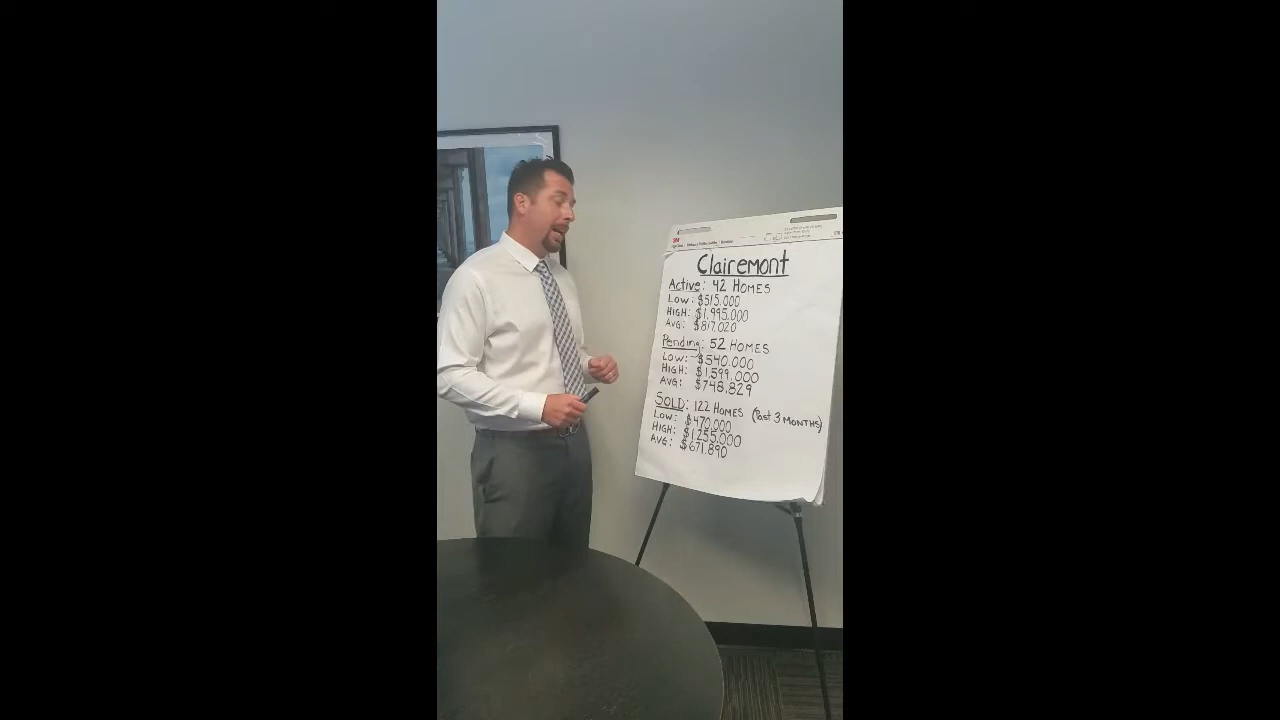 3M
Clairemont
Active: 42 HOMES
LOW: $515.000
HIGH: $1,995.000
AVG: $817.020
Pending: 52 HOMES
LOW: $540.000
HIGH: $1,599.000
AVG: $748.829
SOLD: 122 HOMES (Past 3 MONTHS)
LOW: $470.000
HIGH: $1255.000
AVG: $671.890